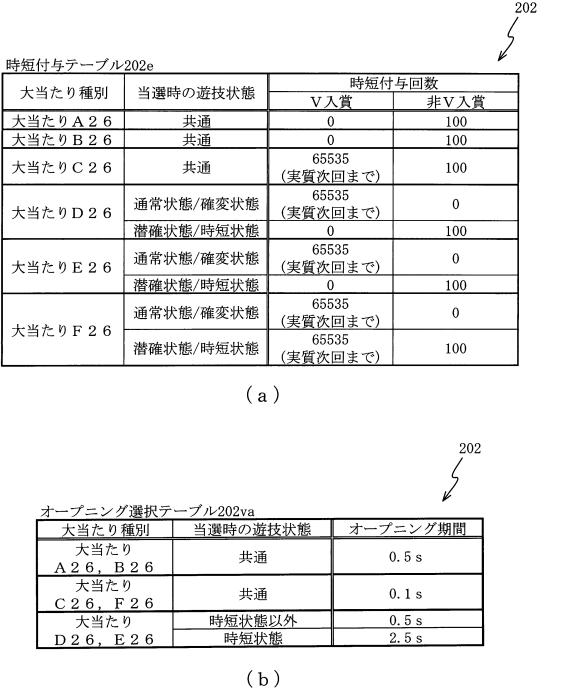 202
時短付与テーブル202e
大当たり種別 当選時の遊技状態 時短付与回数
V入賞 非V入賞
大当たりA26 共通 0 100
大当たりB26 共通 0 100
大当たりC26 共通 65535 (実質次回まで) 100
大当たりD26 通常状態/確変状態 65535 (実質次回まで) 0
潜確状態/時短状態 0 100
大当たりE26 通常状態/確変状態 65535 (実質次回まで) 0
潜確状態/時短状態 0 100
大当たりF26 通常状態/確変状態 65535 (実質次回まで) 0
潜確状態/時短状態 65535 (実質次回まで) 100
(a)
202
オープニング選択テーブル202va
大当たり種別 当選時の遊技状態 オープニング期間
大当たり
A26, B26 共通 0.5s
大当たり
C26, F26 共通 0.1s
大当たり
D26, E26 時短状態以外 0.5s
時短状態 2.5s
(b)